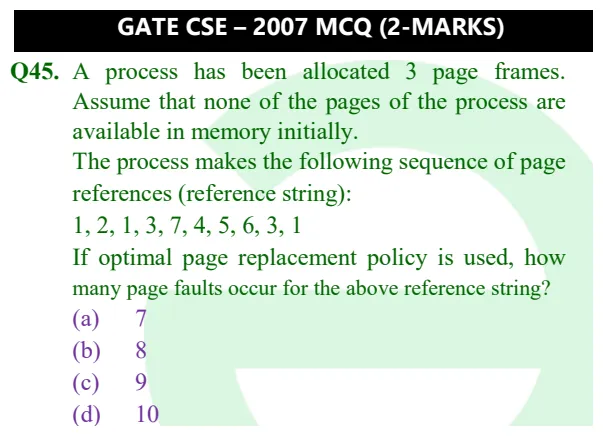 GATE CSE – 2007 MCQ (2-MARKS)
Q45. A process has been allocated 3 page frames.
Assume that none of the pages of the process are
available in memory initially.
The process makes the following sequence of page
references (reference string):
1, 2, 1, 3, 7, 4, 5, 6, 3, 1
If optimal page replacement policy is used, how
many page faults occur for the above reference string?
(a) 7
(b) 8
(c) 9
(d) 10